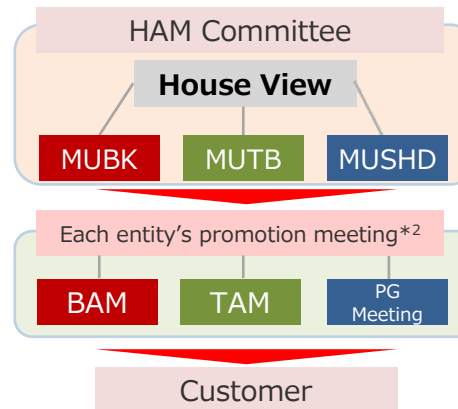 HAM Committee
House View
MUBK MUTB MUSHD
Each entity’s promotion meeting*2
BAM TAM PG
Meeting
Customer